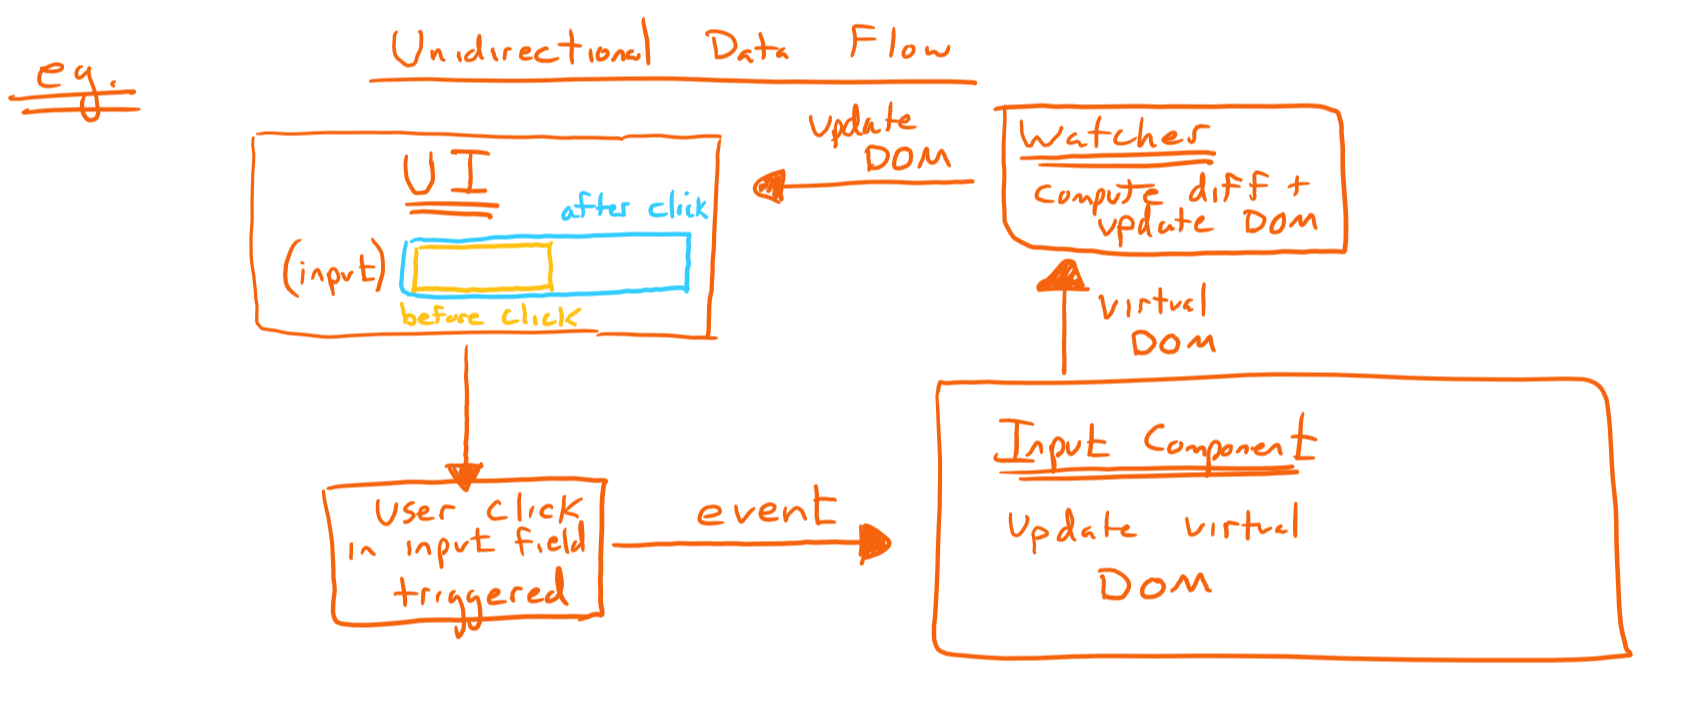 eg.
Unidirectional Data Flow
UI
after click
(input)
before click
update
DOM
Watcher
compute diff +
update DOM
virtual
DOM
user click
in input field
triggered
event
Input Component
update virtual
DOM